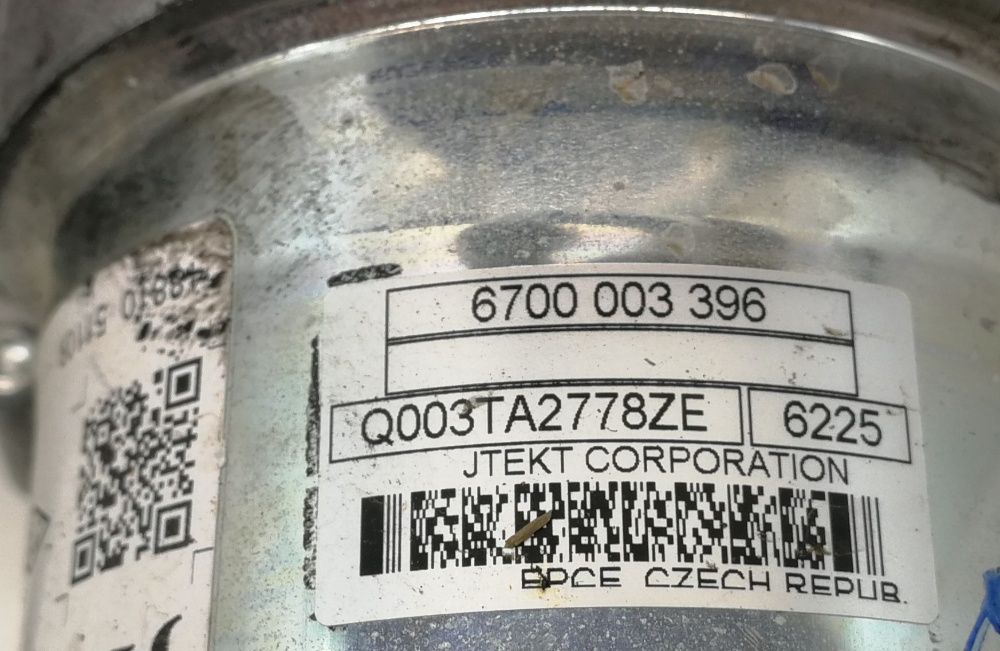 6700 003 396
Q003TA2778ZE
6225
JTEKT CORPORATION
EPCE CZECH REPUB.